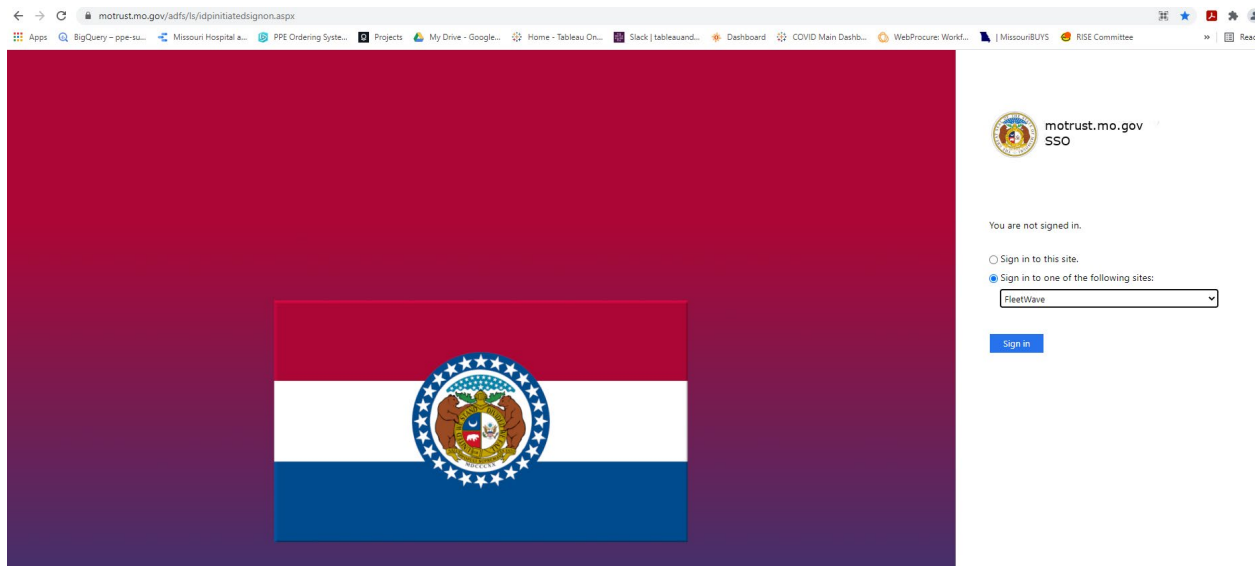 motrust.mo.gov/adfs/ls/idpinitiatedsignon.aspx
Apps BigQuery – ppe-su... Missouri Hospital a... PPE Ordering Syste... Projects My Drive - Google... Home - Tableau On... Slack | tableauand... Dashboard COVID Main Dashb... WebProcure: Workf... | MissouriBUYS RISE Committee » Reac
motrust.mo.gov
SSO
You are not signed in.
Sign in to this site.
Sign in to one of the following sites:
FleetWave
Sign in
MDCCCXX